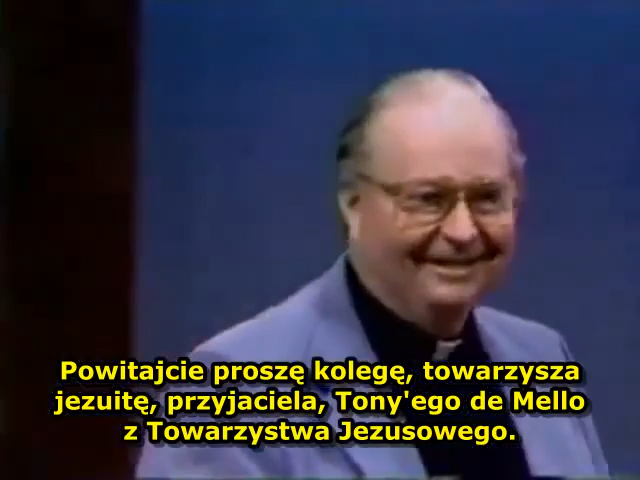 Powitajcie proszę kolegę, towarzysza
jezuitę, przyjaciela, Tony'ego de Mello
z Towarzystwa Jezusowego.